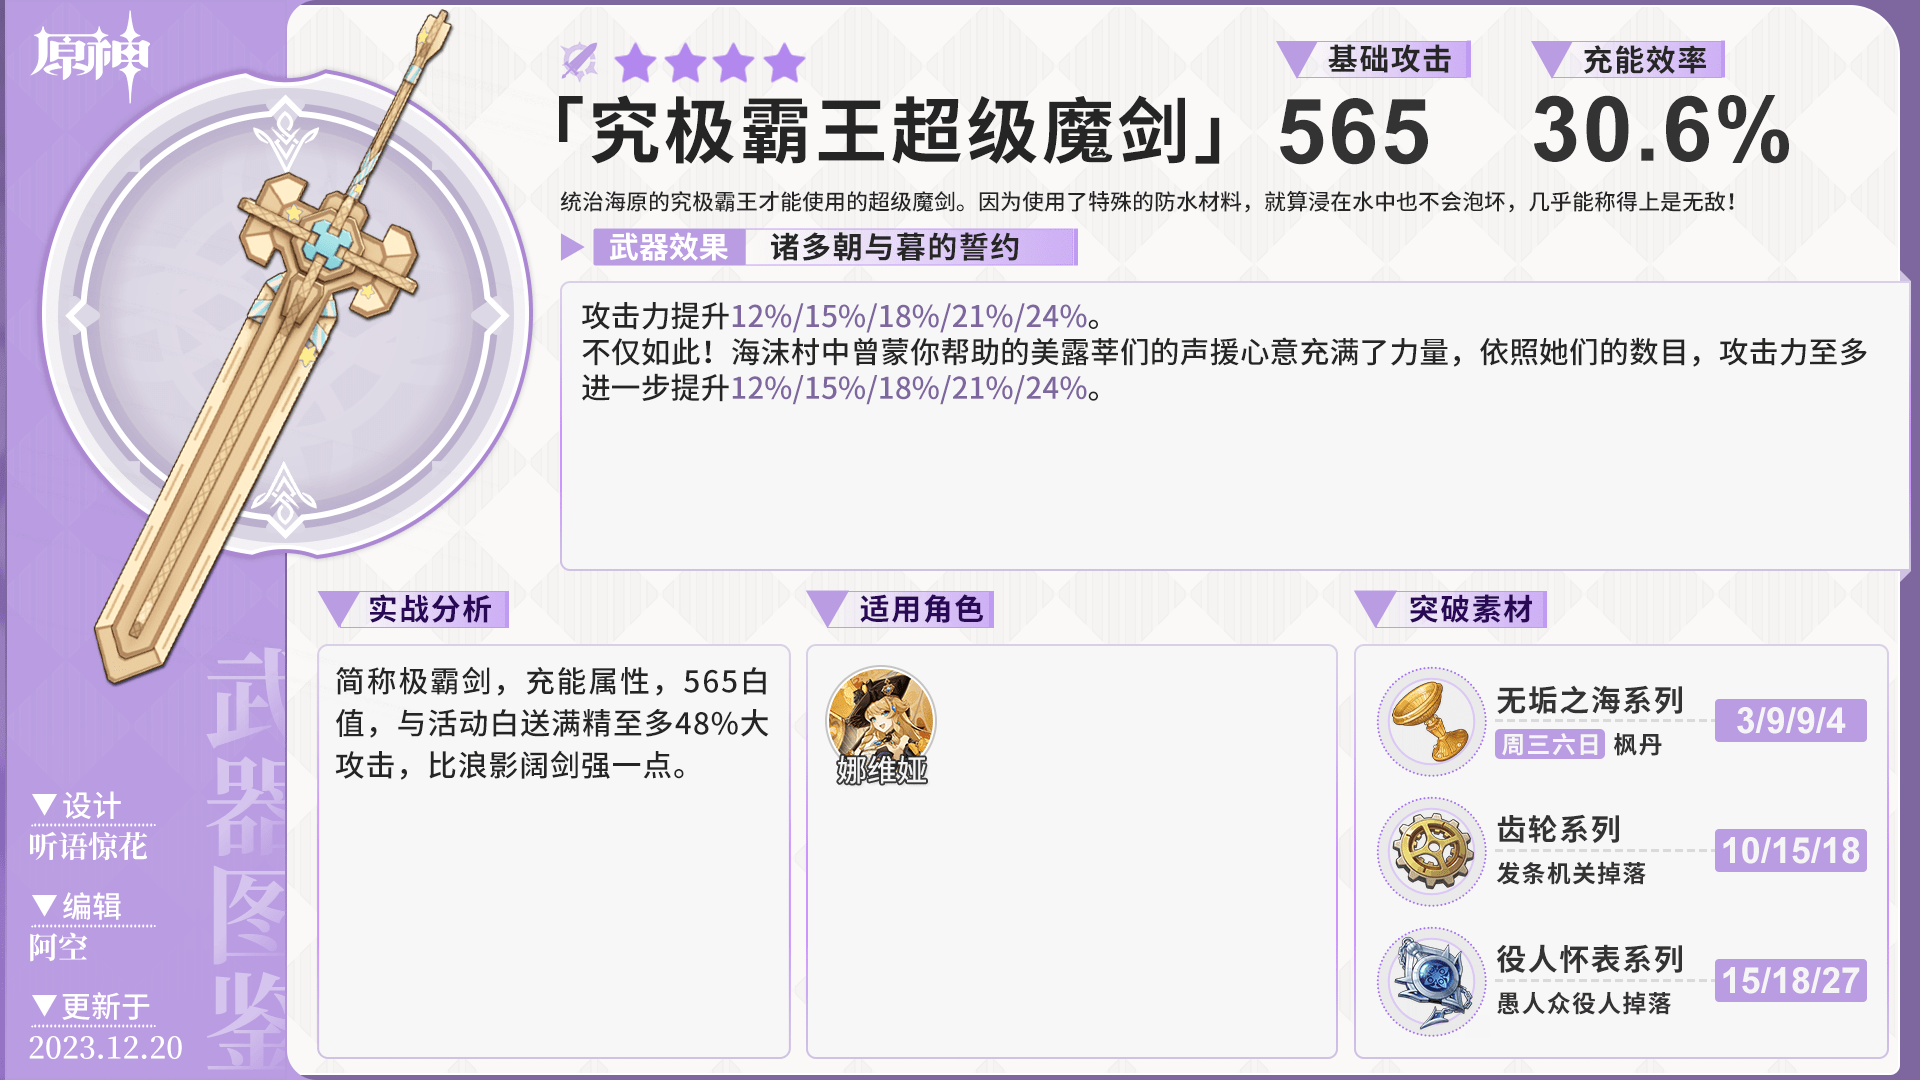 原神
「究极霸王超级魔剑」
基础攻击
565
充能效率
30.6%
统治海原的究极霸王才能使用的超级魔剑。因为使用了特殊的防水材料，就算浸在水中也不会泡坏，几乎能称得上是无敌！
武器效果 诸多朝与暮的誓约
攻击力提升12%/15%/18%/21%/24%。
不仅如此！海沫村中曾蒙你帮助的美露莘们的声援心意充满了力量，依照她们的数目，攻击力至多
进一步提升12%/15%/18%/21%/24%。
实战分析
简称极霸剑，充能属性，565白
值，与活动白送满精至多48%大
攻击，比浪影阔剑强一点。
适用角色
娜维娅
突破素材
无垢之海系列
周三六日 枫丹
3/9/9/4
齿轮系列
发条机关掉落
10/15/18
役人怀表系列
愚人众役人掉落
15/18/27
武器图鉴
▼设计
听语惊花
▼编辑
阿空
▼更新于
2023.12.20